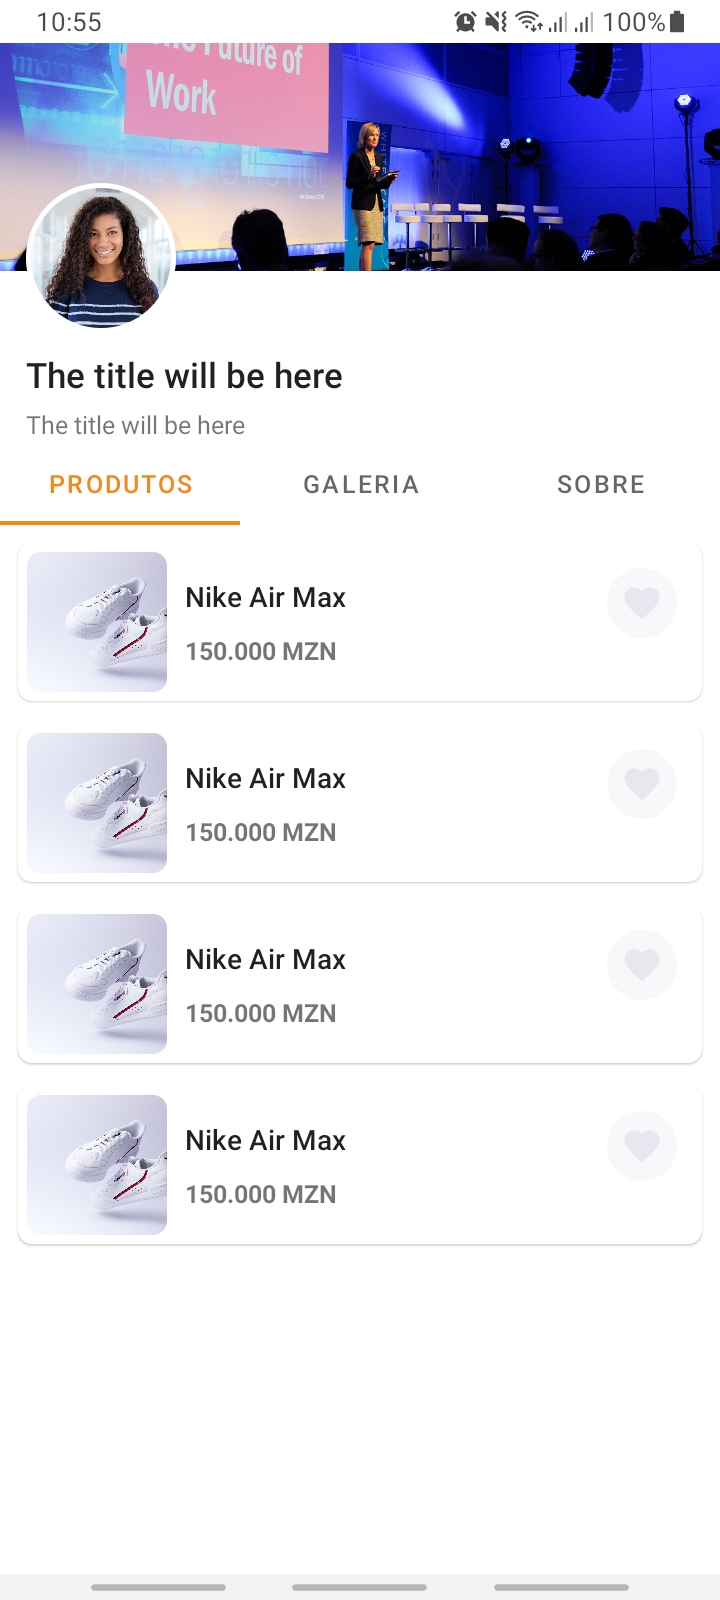 10:55
100%
The Future of
Work
The title will be here
The title will be here
PRODUTOS GALERIA SOBRE
Nike Air Max
150.000 MZN
Nike Air Max
150.000 MZN
Nike Air Max
150.000 MZN
Nike Air Max
150.000 MZN